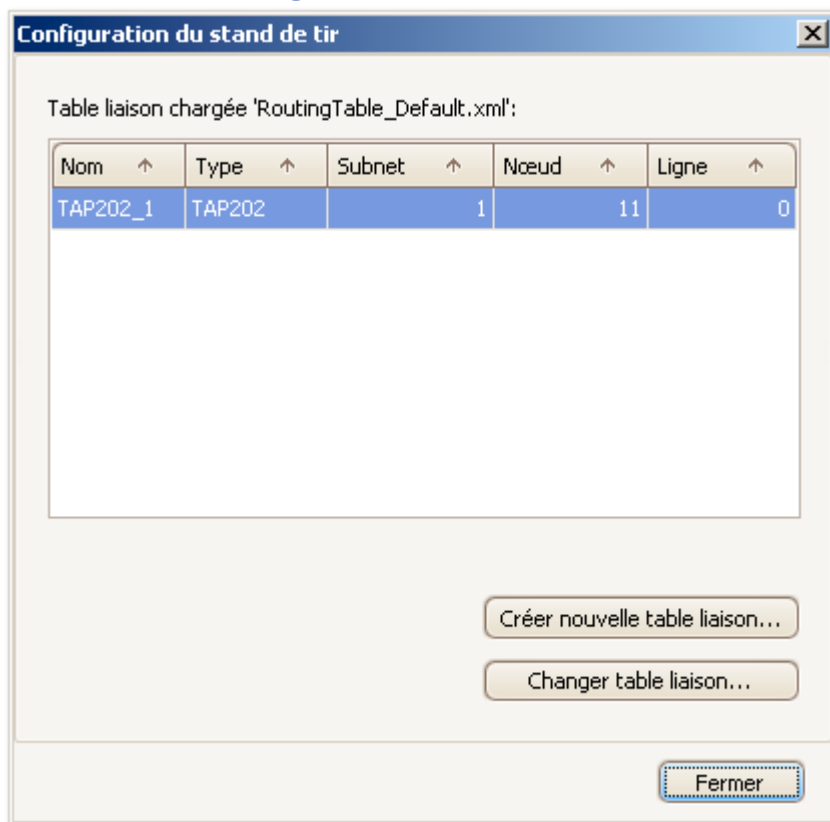 Configuration du stand de tir
Table liaison chargée 'RoutingTable_Default.xml':
Nom Type Subnet Nœud Ligne
TAP202_1 TAP202 1 11 0
Créer nouvelle table liaison...
Changer table liaison...
Fermer